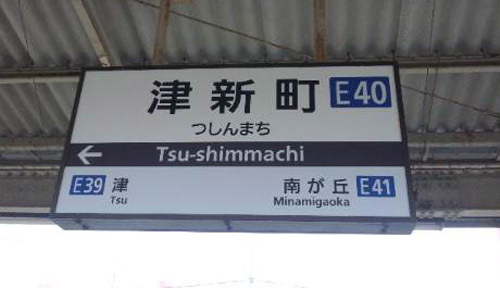 津新町 E40
つしんまち
← Tsu-shimmachi
E39 津 南が丘 E41
Tsu Minamigaoka